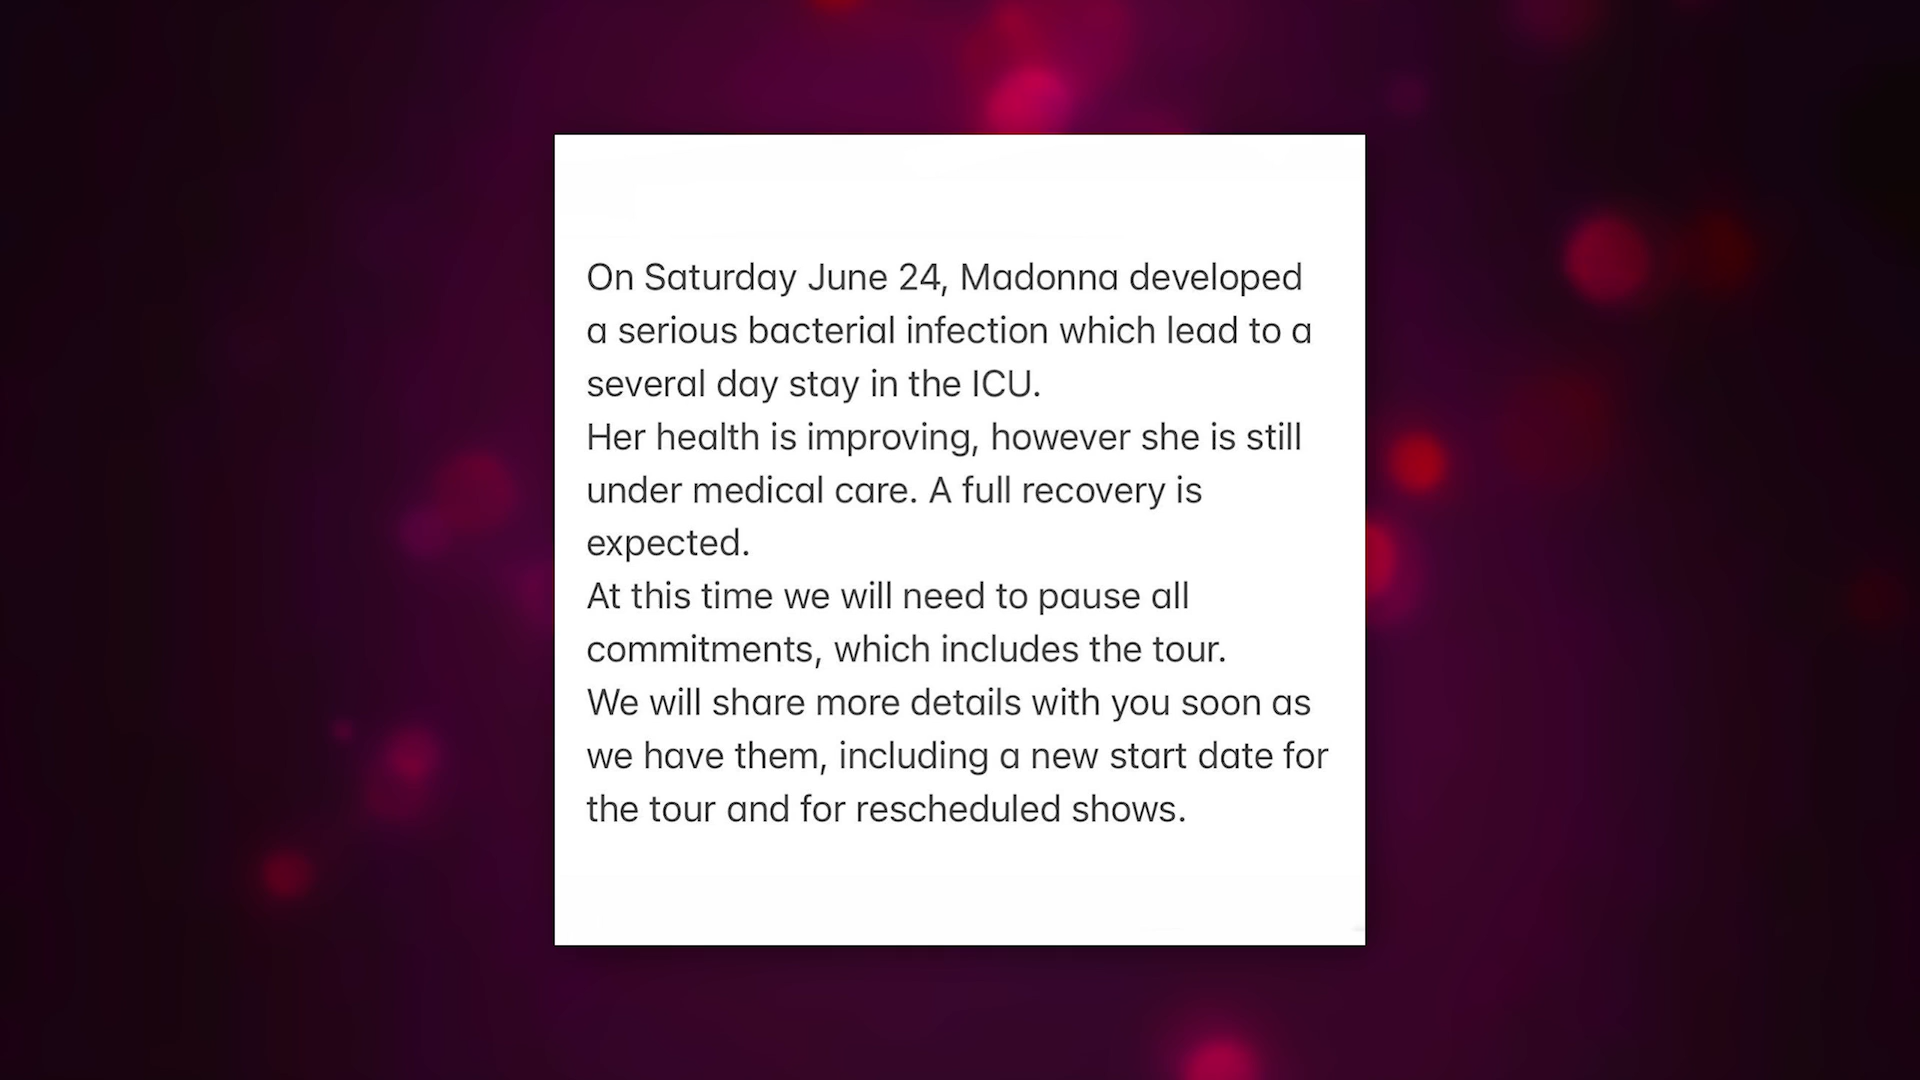 On Saturday June 24, Madonna developed
a serious bacterial infection which lead to a
several day stay in the ICU.
Her health is improving, however she is still
under medical care. A full recovery is
expected.
At this time we will need to pause all
commitments, which includes the tour.
We will share more details with you soon as
we have them, including a new start date for
the tour and for rescheduled shows.